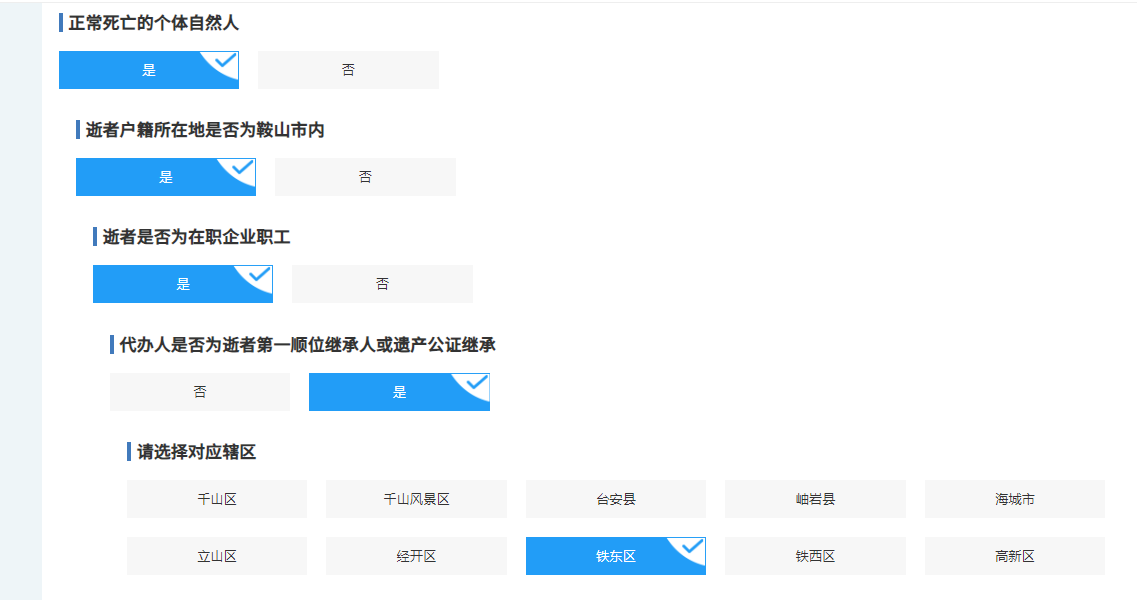 正常死亡的个体自然人
是 否
逝者户籍所在地是否为鞍山市内
是 否
逝者是否为在职企业职工
是 否
代办人是否为逝者第一顺位继承人或遗产公证继承
否 是
请选择对应辖区
千山区 千山风景区 台安县 岫岩县 海城市
立山区 经开区 铁东区 铁西区 高新区